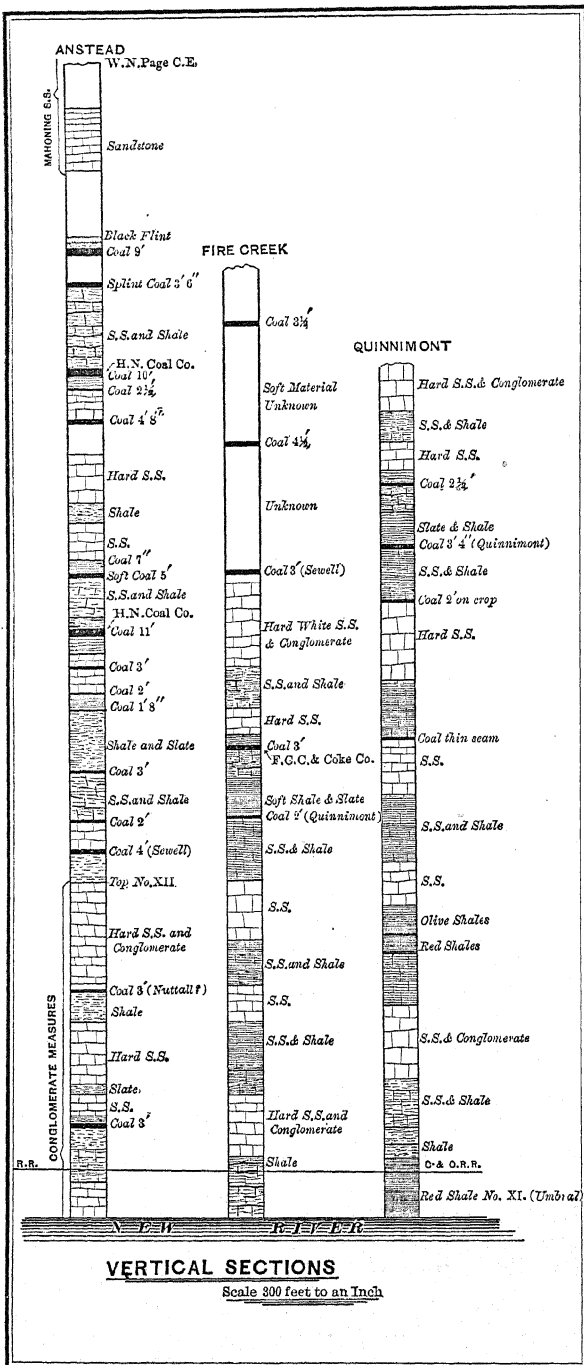 ANSTEAD
W.N.Page C.E.
MAHONING S.S.
Sandstone
Black Flint
Coal 9'
Splint Coal 3' 6"
S.S.and Shale
H.N. Coal Co.
Coal 10'
Coal 2½'
Coal 4' 8"
Hard S.S.
Shale
S.S.
Coal 7"
Soft Coal 5'
S.S.and Shale
H.N.Coal Co.
Coal 11'
Coal 3'
Coal 2'
Coal 1'8"
Shale and Slate
Coal 3'
S.S.and Shale
Coal 2'
Coal 4'(Sewell)
Top No.XII.
CONGLOMERATE MEASURES
Hard S.S. and
Conglomerate
Coal 3'(Nuttall?)
Shale
Hard S.S.
Slate
S.S.
Coal 3'
R.R.
FIRE CREEK
Coal 3½'
Soft Material
Unknown
Coal 4½'
Unknown
Coal 3'(Sewell)
Hard White S.S.
& Conglomerate
S.S.and Shale
Hard S.S.
Coal 3'
F.G.C.& Coke Co.
Soft Shale & Slate
Coal 2'(Quinnimont)
S.S.& Shale
S.S.
S.S.and Shale
S.S.
S.S.& Shale
Hard S.S.and
Conglomerate
Shale
QUINNIMONT
Hard S.S.& Conglomerate
S.S.& Shale
Hard S.S.
Coal 2½'
Slate & Shale
Coal 3' 4"(Quinnimont)
S.S.& Shale
Coal 2' on crop
Hard S.S.
Coal thin seam
S.S.
S.S.and Shale
S.S.
Olive Shales
Red Shales
S.S.& Conglomerate
S.S.& Shale
Shale
C.& O.R.R.
Red Shale No. XI.(Umbral)
NEW RIVER
VERTICAL SECTIONS
Scale 300 feet to an Inch